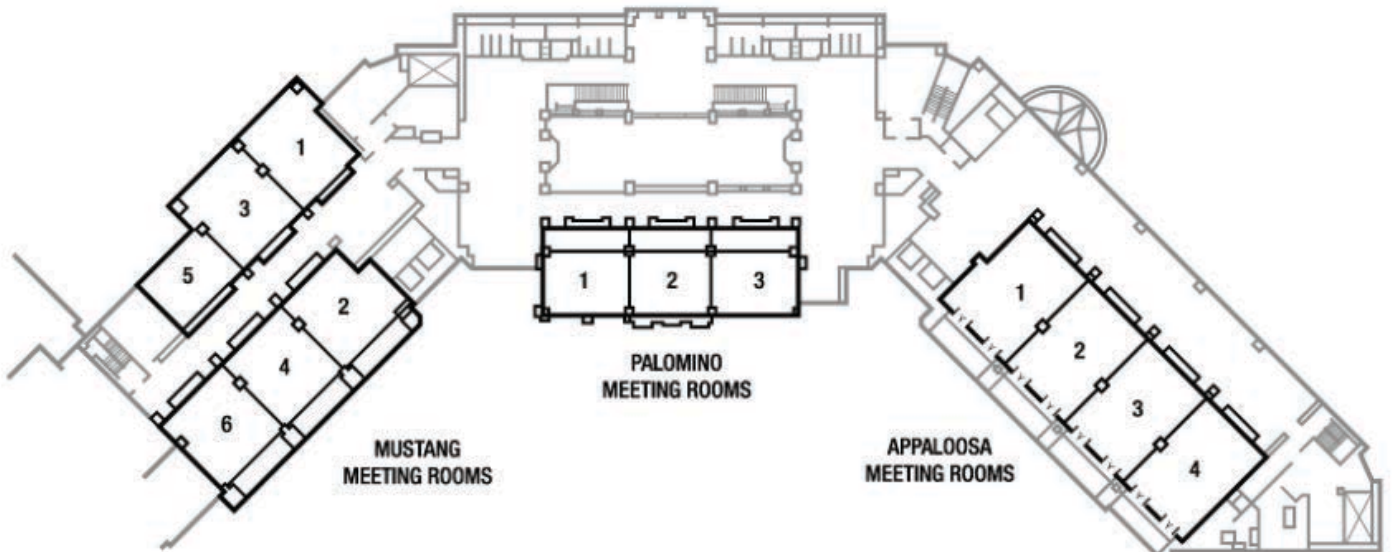 1
3
5
2
4
6
MUSTANG
MEETING ROOMS
1 2 3
PALOMINO
MEETING ROOMS
1
2
3
4
APPALOOSA
MEETING ROOMS